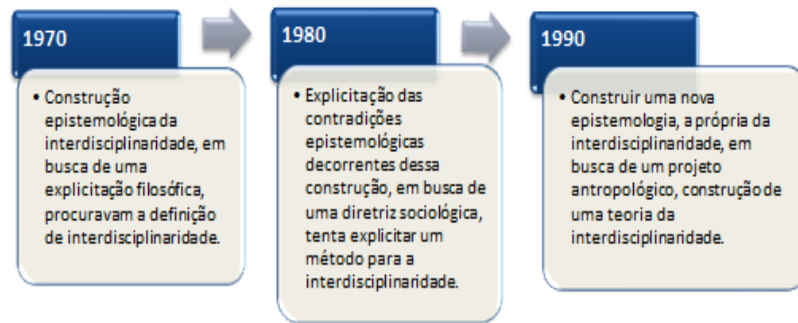 1970
• Construção
epistemológica da
interdisciplinaridade, em
busca de uma
explicitação filosófica,
procuravam a definição
de interdisciplinaridade.
1980
• Explicitação das
contradições
epistemológicas
decorrentes dessa
construção, em busca de
uma diretriz sociológica,
tenta explicitar um
método para a
interdisciplinaridade.
1990
• Construir uma nova
epistemologia, a própria da
interdisciplinaridade, em
busca de um projeto
antropológico, construção de
uma teoria da
interdisciplinaridade.